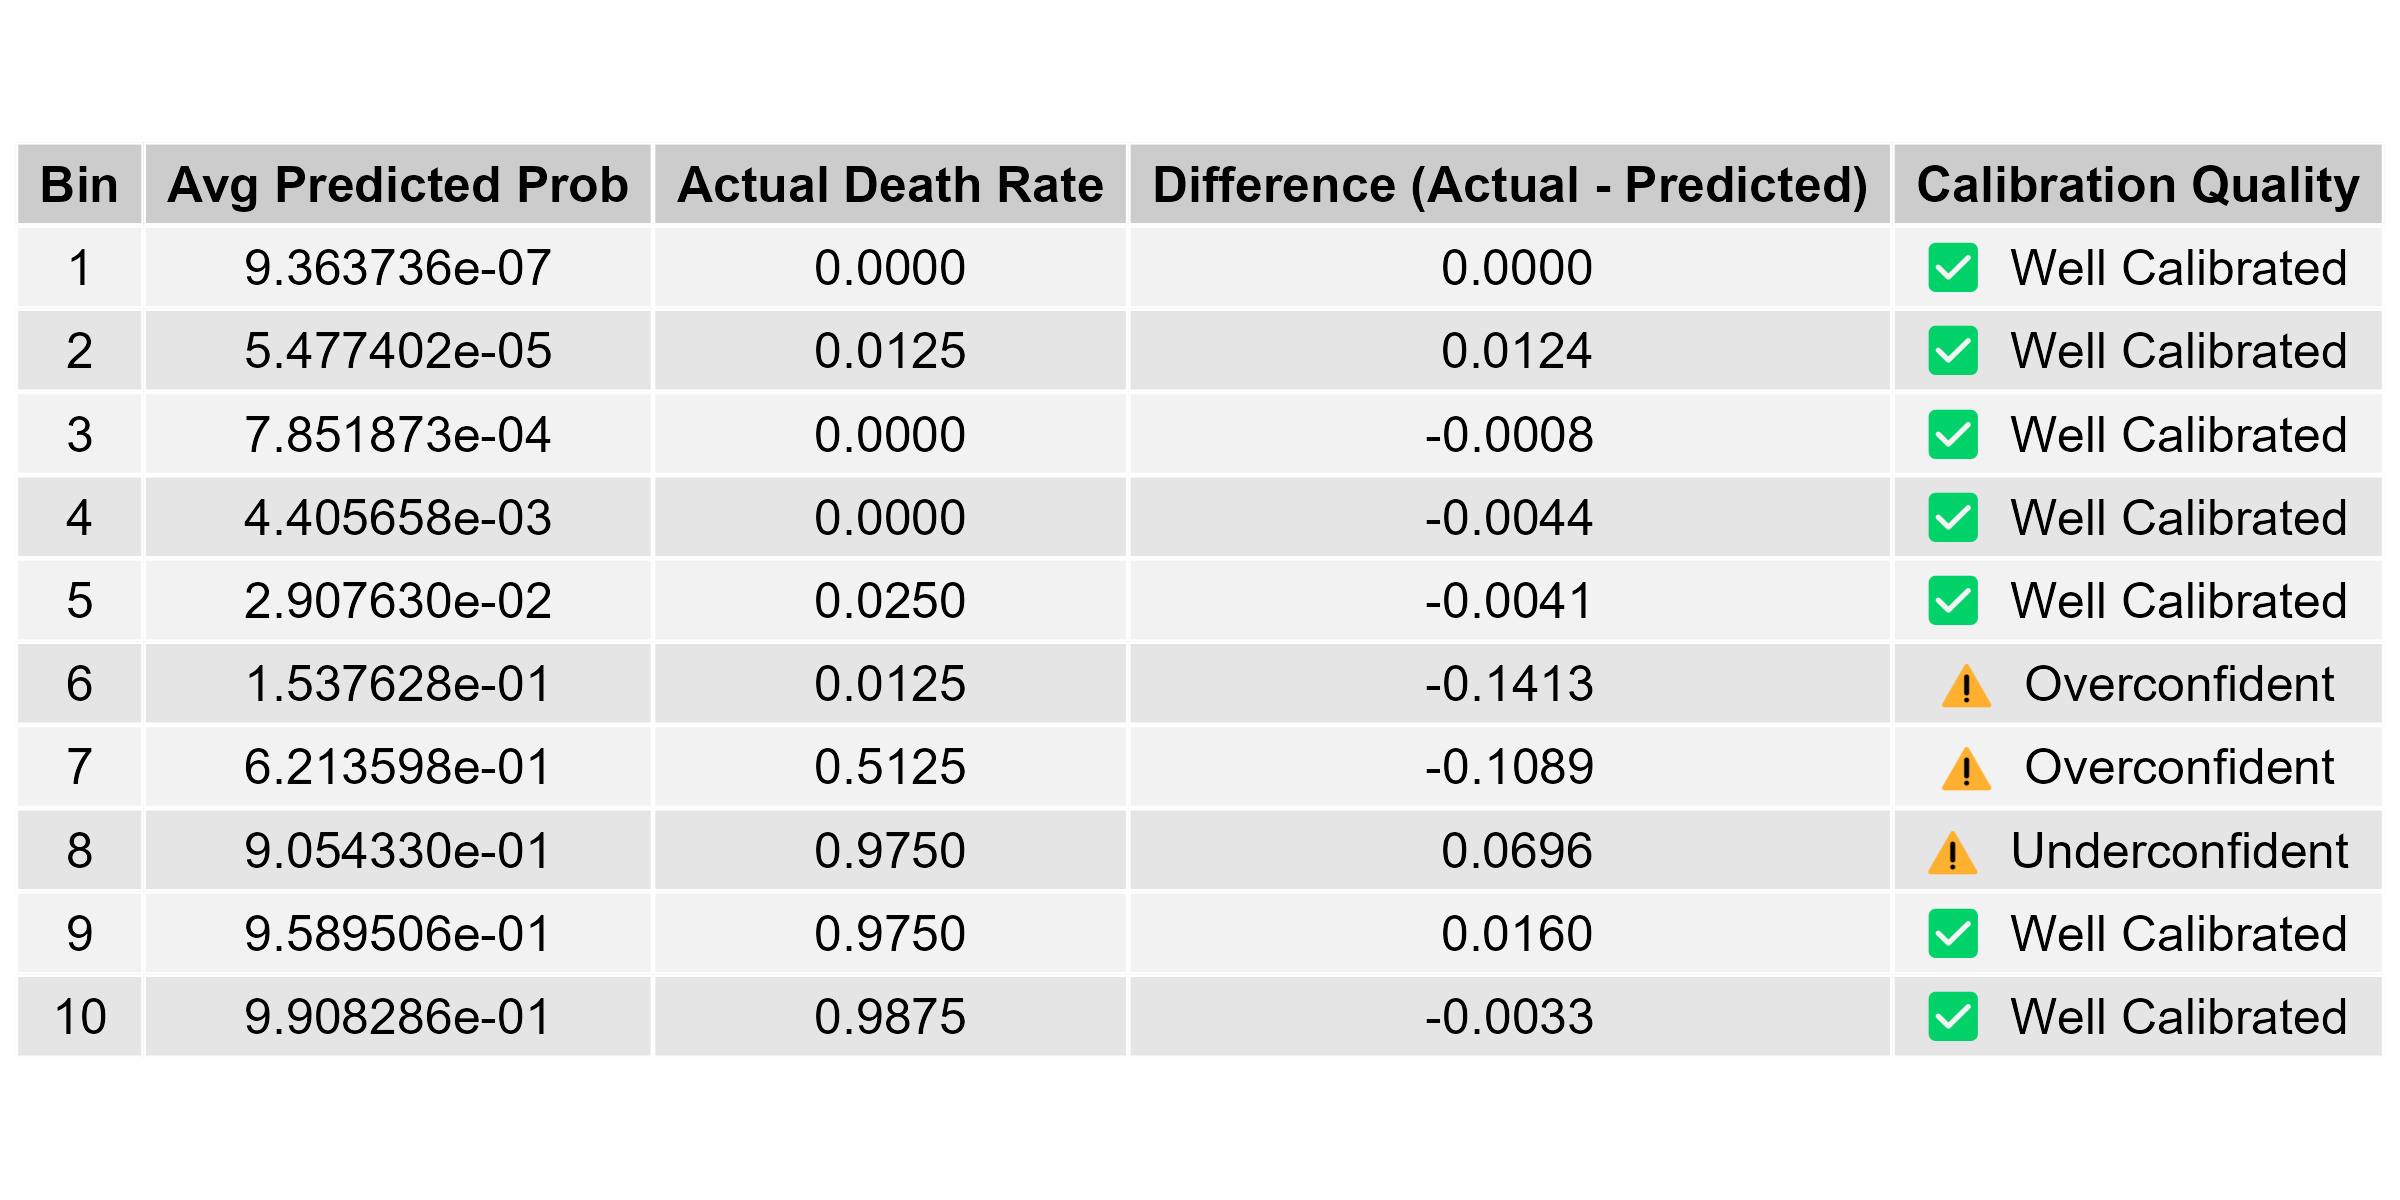 Bin Avg Predicted Prob Actual Death Rate Difference (Actual - Predicted) Calibration Quality
1 9.363736e-07 0.0000 0.0000 ✅ Well Calibrated
2 5.477402e-05 0.0125 0.0124 ✅ Well Calibrated
3 7.851873e-04 0.0000 -0.0008 ✅ Well Calibrated
4 4.405658e-03 0.0000 -0.0044 ✅ Well Calibrated
5 2.907630e-02 0.0250 -0.0041 ✅ Well Calibrated
6 1.537628e-01 0.0125 -0.1413 ⚠️ Overconfident
7 6.213598e-01 0.5125 -0.1089 ⚠️ Overconfident
8 9.054330e-01 0.9750 0.0696 ⚠️ Underconfident
9 9.589506e-01 0.9750 0.0160 ✅ Well Calibrated
10 9.908286e-01 0.9875 -0.0033 ✅ Well Calibrated